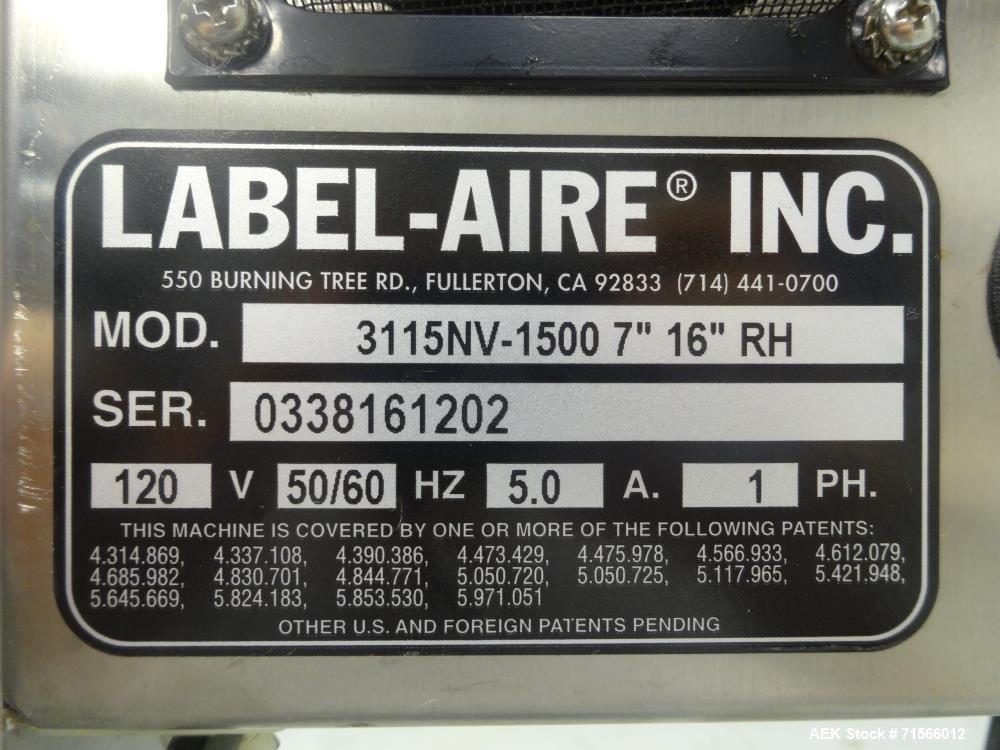 LABEL-AIRE® INC.
550 BURNING TREE RD., FULLERTON, CA 92833 (714) 441-0700
MOD. 3115NV-1500 7" 16" RH
SER. 0338161202
120 V 50/60 HZ 5.0 A. 1 PH.
THIS MACHINE IS COVERED BY ONE OR MORE OF THE FOLLOWING PATENTS:
4.314.869, 4.337.108, 4.390.386, 4.473.429, 4.475.978, 4.566.933, 4.612.079,
4.685.982, 4.830.701, 4.844.771, 5.050.720, 5.050.725, 5.117.965, 5.421.948,
5.645.669, 5.824.183, 5.853.530, 5.971.051
OTHER U.S. AND FOREIGN PATENTS PENDING
AEK Stock # 71566012